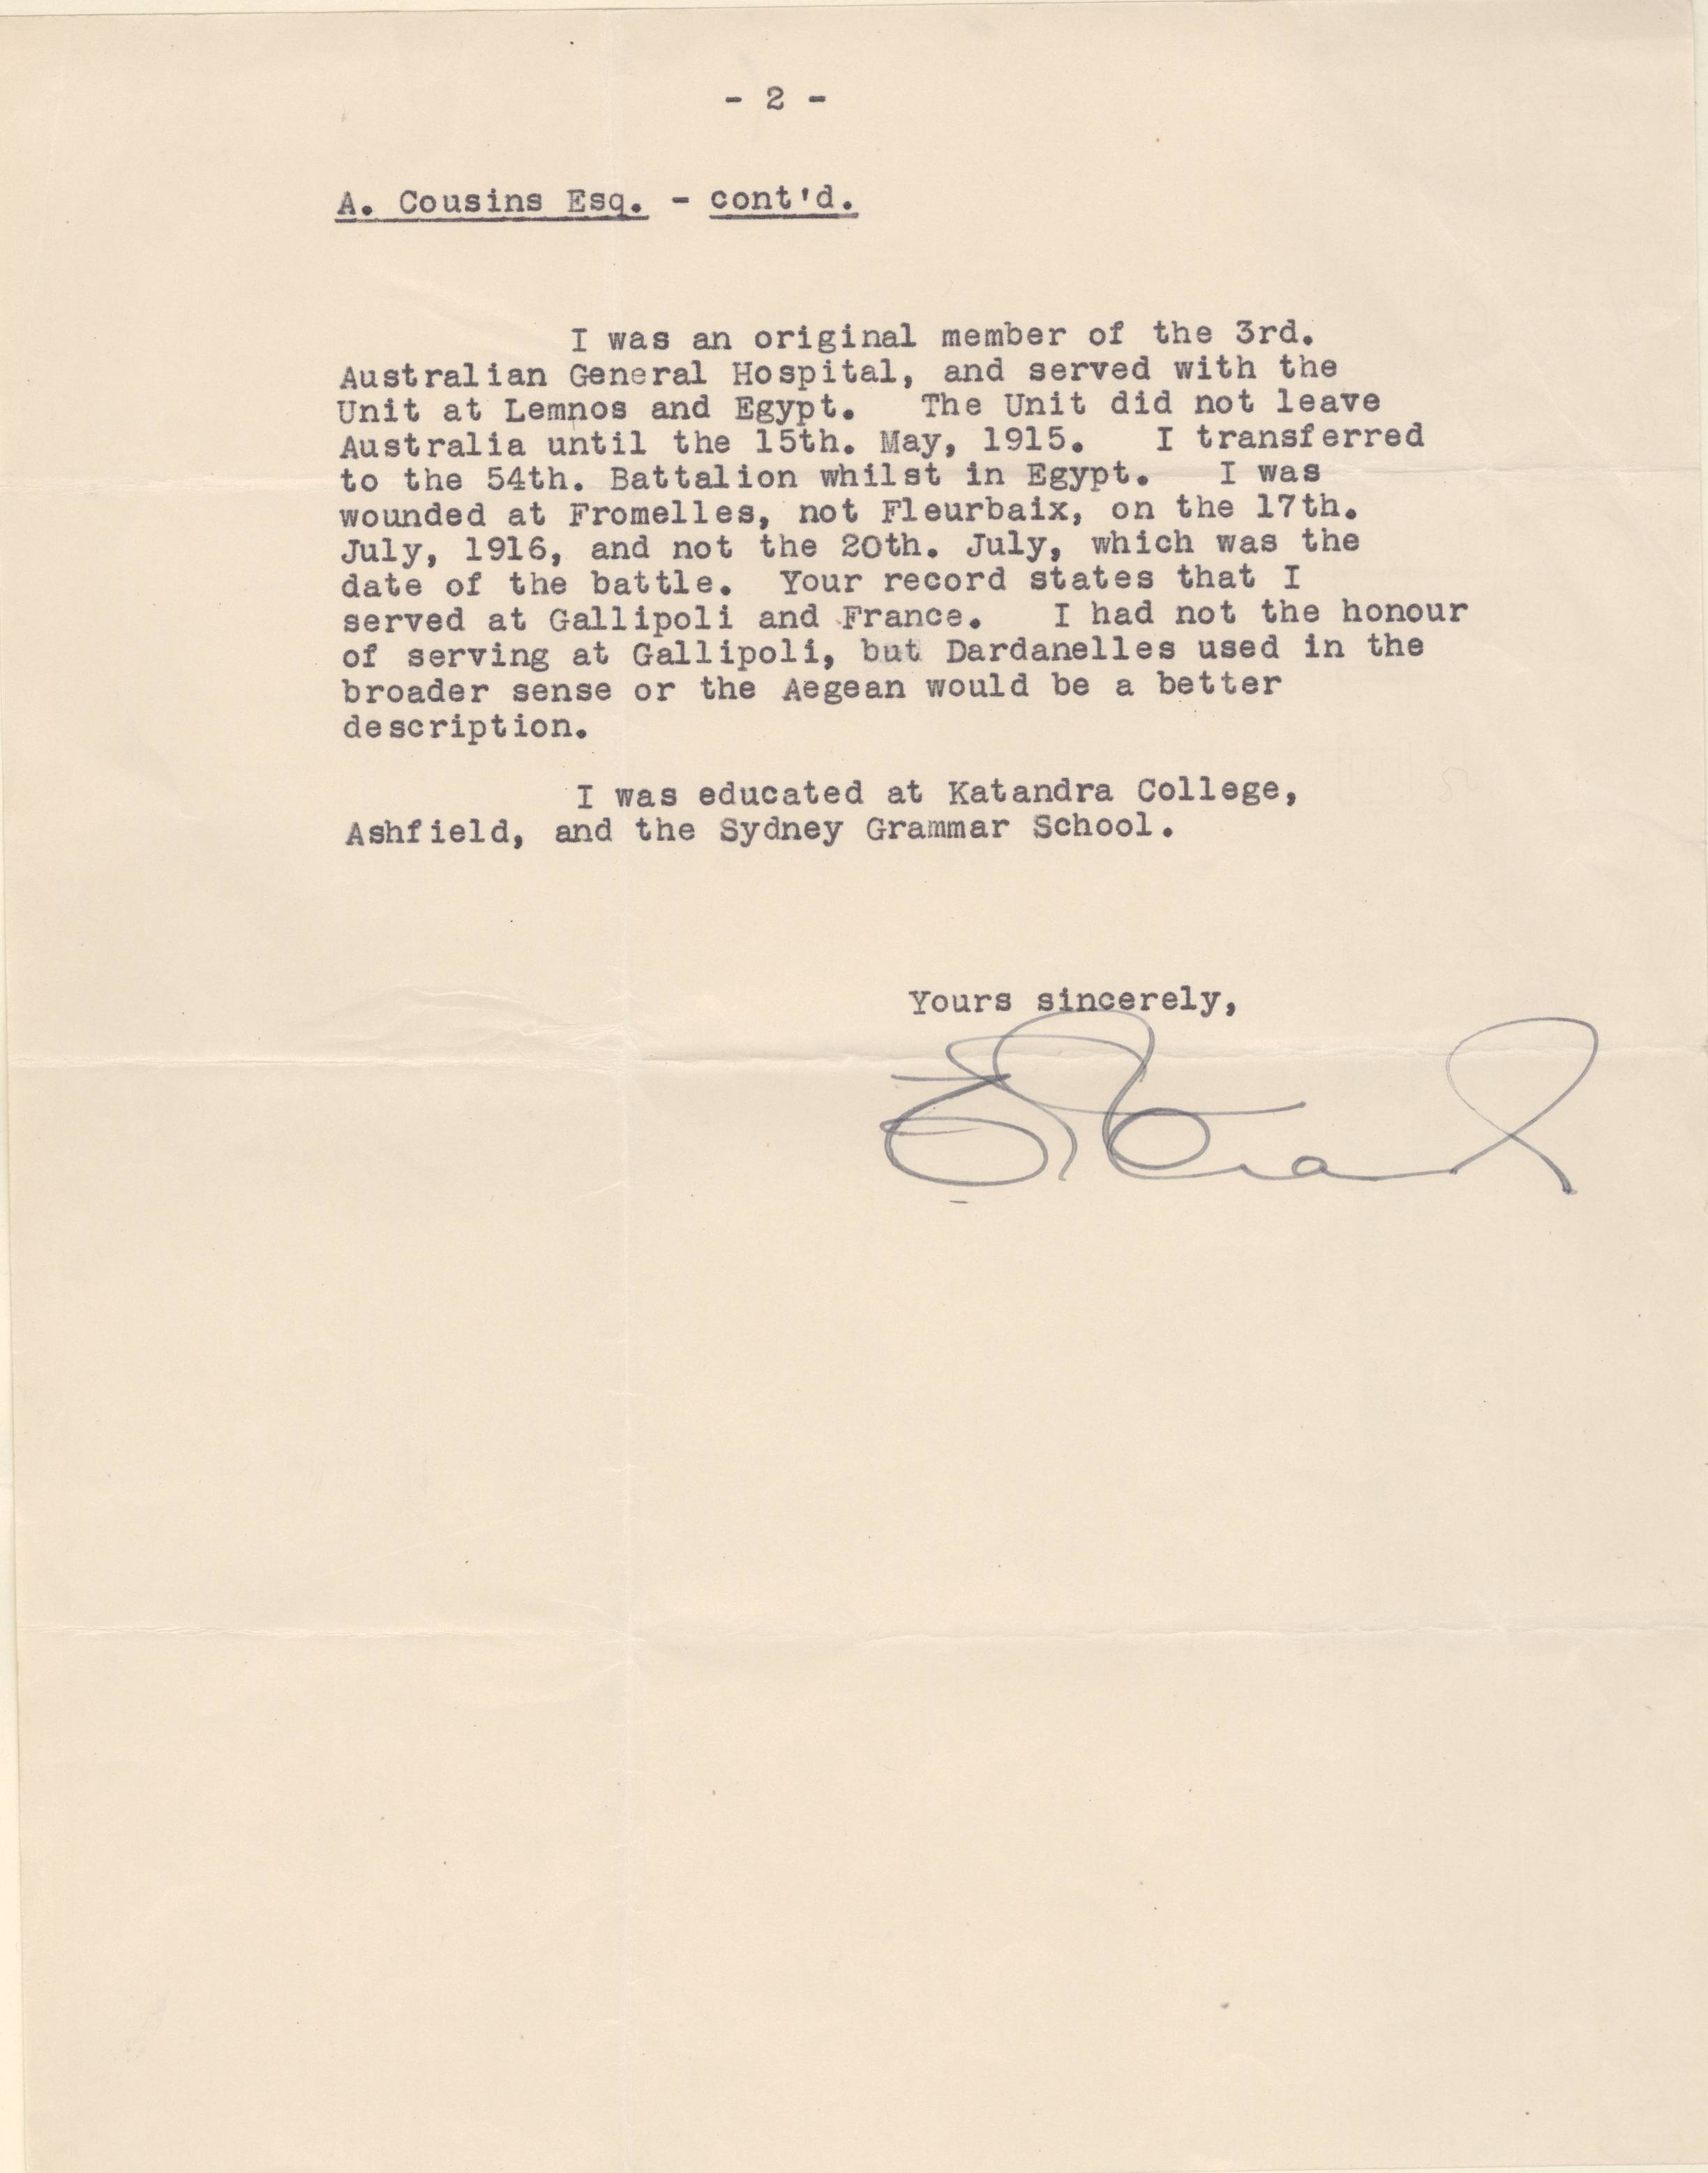 - 2 -
A. Cousins Esq. - cont'd.
I was an original member of the 3rd.
Australian General Hospital, and served with the
Unit at Lemnos and Egypt. The Unit did not leave
Australia until the 15th. May, 1915. I transferred
to the 54th. Battalion whilst in Egypt. I was
wounded at Fromelles, not Fleurbaix, on the 17th.
July, 1916, and not the 20th. July, which was the
date of the battle. Your record states that I
served at Gallipoli and France. I had not the honour
of serving at Gallipoli, but Dardanelles used in the
broader sense or the Aegean would be a better
description.
I was educated at Katandra College,
Ashfield, and the Sydney Grammar School.
Yours sincerely,